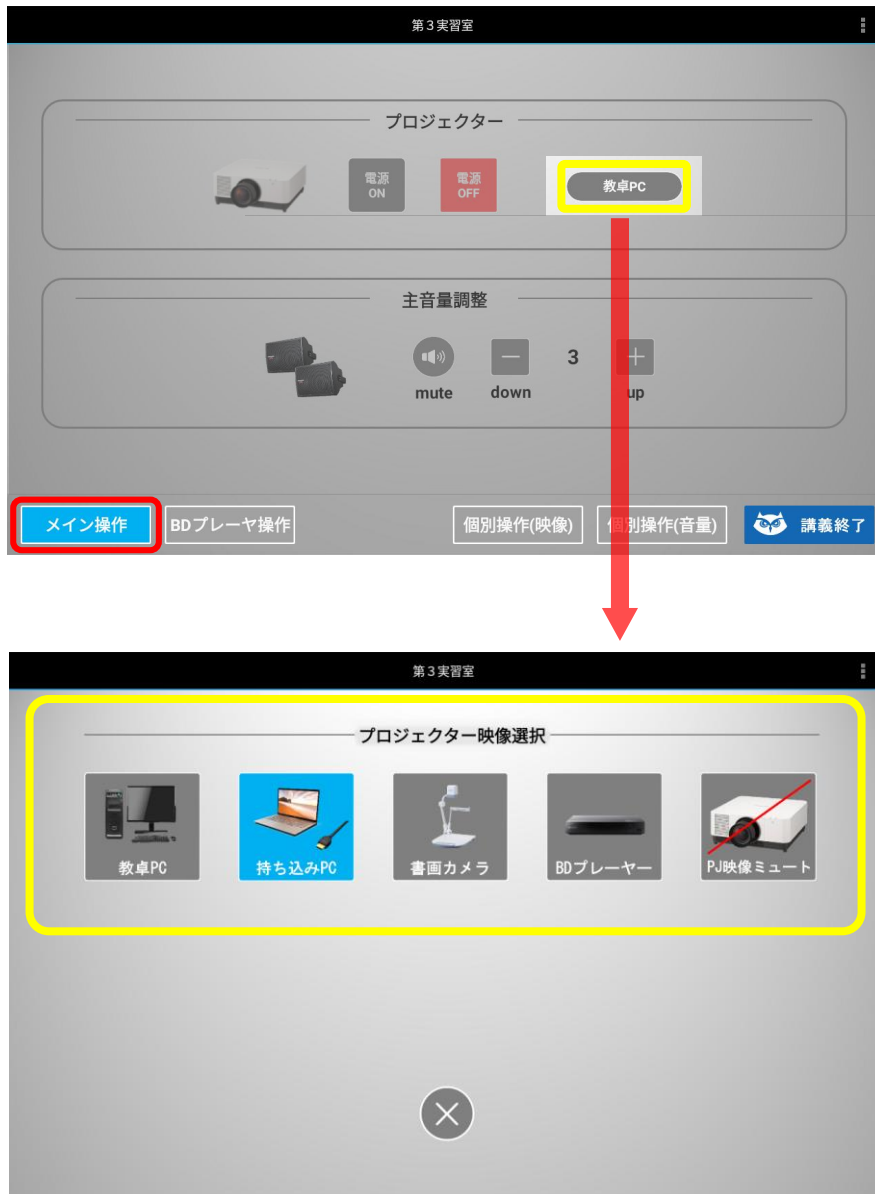 第3実習室
プロジェクター
電源
ON
電源
OFF
教卓PC
主音量調整
3
mute
down
up
メイン操作
BDプレーヤ操作
個別操作(映像)
個別操作(音量)
講義終了
第3実習室
プロジェクター映像選択
教卓PC
持ち込みPC
書画カメラ
BDプレーヤー
PJ映像ミュート